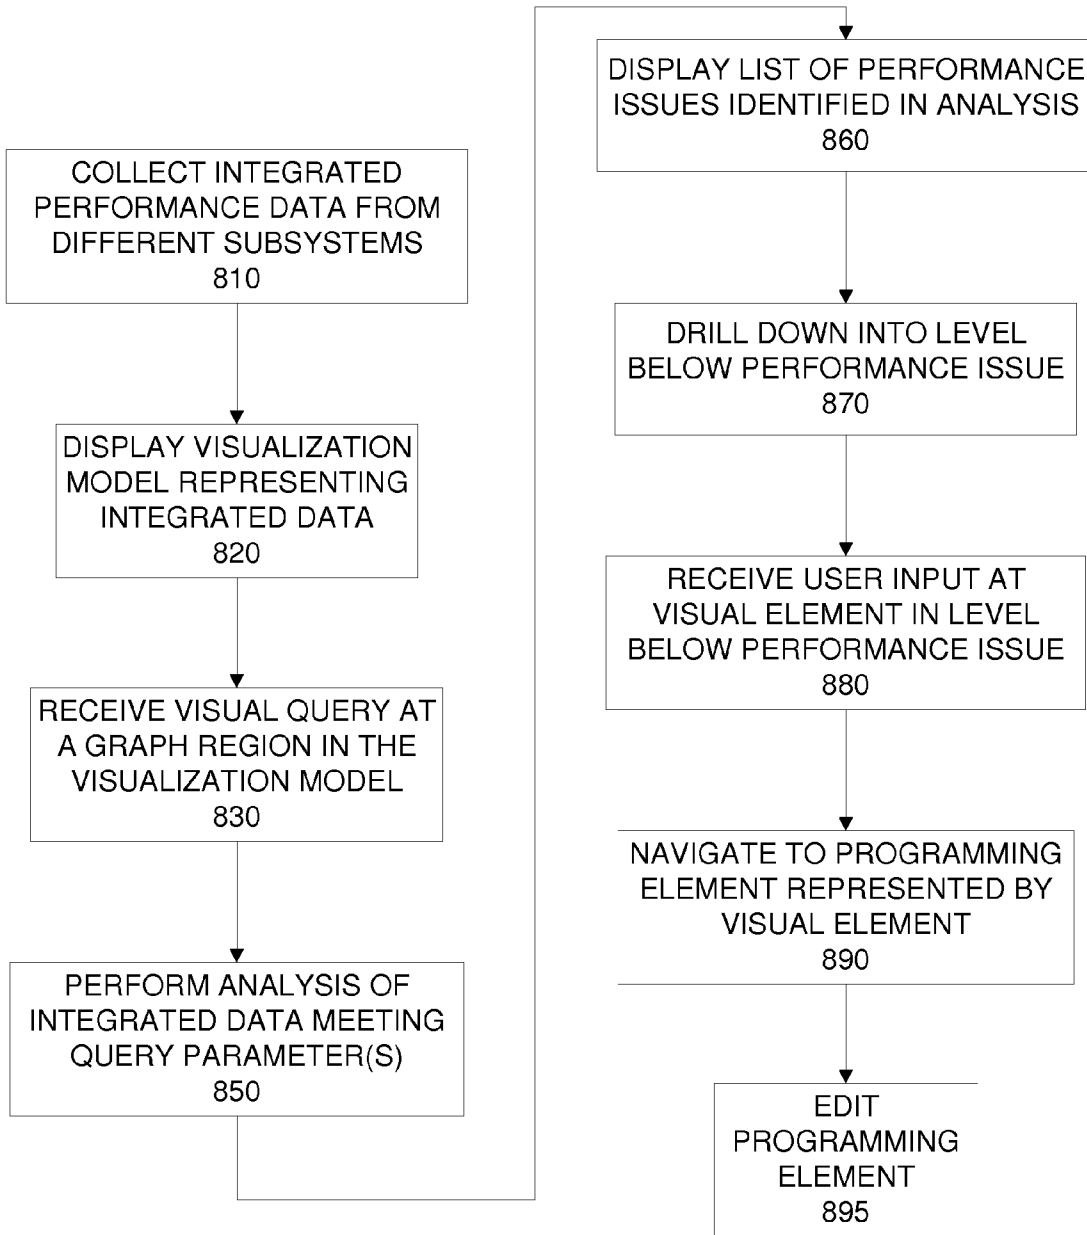 COLLECT INTEGRATED
PERFORMANCE DATA FROM
DIFFERENT SUBSYSTEMS
810
DISPLAY VISUALIZATION
MODEL REPRESENTING
INTEGRATED DATA
820
RECEIVE VISUAL QUERY AT
A GRAPH REGION IN THE
VISUALIZATION MODEL
830
PERFORM ANALYSIS OF
INTEGRATED DATA MEETING
QUERY PARAMETER(S)
850
DISPLAY LIST OF PERFORMANCE
ISSUES IDENTIFIED IN ANALYSIS
860
DRILL DOWN INTO LEVEL
BELOW PERFORMANCE ISSUE
870
RECEIVE USER INPUT AT
VISUAL ELEMENT IN LEVEL
BELOW PERFORMANCE ISSUE
880
NAVIGATE TO PROGRAMMING
ELEMENT REPRESENTED BY
VISUAL ELEMENT
890
EDIT
PROGRAMMING
ELEMENT
895